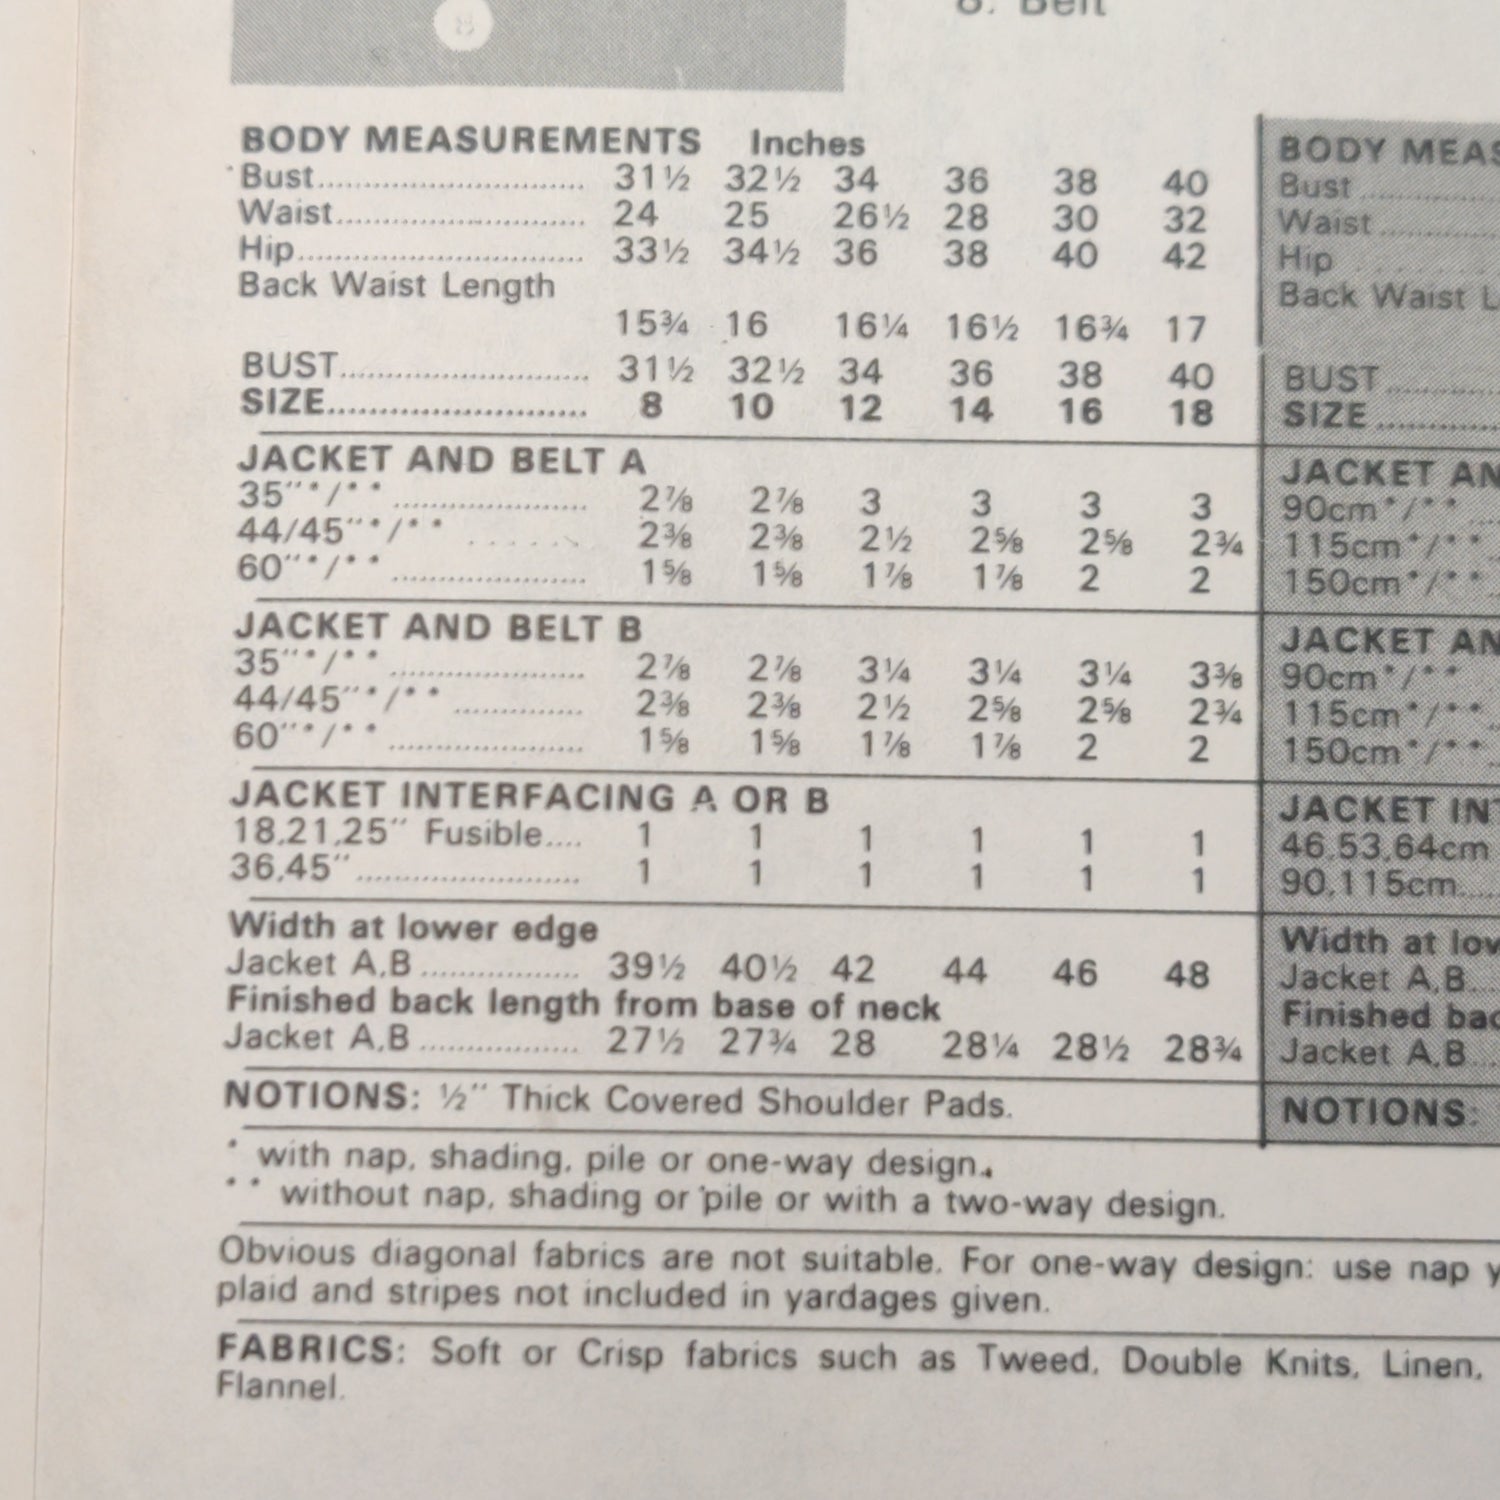 8. Belt
BODY MEASUREMENTS Inches
Bust.............................. 31½ 32½ 34 36 38 40
Waist............................ 24 25 26½ 28 30 32
Hip................................ 33½ 34½ 36 38 40 42
Back Waist Length
15¾ 16 16¼ 16½ 16¾ 17
BUST............................ 31½ 32½ 34 36 38 40
SIZE............................. 8 10 12 14 16 18
JACKET AND BELT A
35"*/** ...................... 2⅞ 2⅞ 3 3 3 3
44/45"*/** ...... 2⅜ 2⅜ 2½ 2⅝ 2⅝ 2¾
60"*/** ...................... 1⅝ 1⅝ 1⅞ 1⅞ 2 2
JACKET AND BELT B
35"*/** ...................... 2⅞ 2⅞ 3¼ 3¼ 3¼ 3⅜
44/45"*/** .............. 2⅜ 2⅜ 2½ 2⅝ 2⅝ 2¾
60"*/** ...................... 1⅝ 1⅝ 1⅞ 1⅞ 2 2
JACKET INTERFACING A OR B
18,21,25" Fusible.... 1 1 1 1 1 1
36,45" ......................... 1 1 1 1 1 1
Width at lower edge
Jacket A,B ................. 39½ 40½ 42 44 46 48
Finished back length from base of neck
Jacket A,B ................. 27½ 27¾ 28 28¼ 28½ 28¾
NOTIONS: ½" Thick Covered Shoulder Pads.
* with nap, shading, pile or one-way design.
** without nap, shading or pile or with a two-way design.
Obvious diagonal fabrics are not suitable. For one-way design: use nap y
plaid and stripes not included in yardages given.
FABRICS: Soft or Crisp fabrics such as Tweed, Double Knits, Linen,
Flannel.
BODY MEAS
Bust
Waist
Hip
Back Waist L
BUST
SIZE
JACKET AN
90cm*/**
115cm*/**
150cm*/**
JACKET AN
90cm*/**
115cm*/**
150cm*/**
JACKET INT
46,53,64cm
90,115cm
Width at low
Jacket A,B
Finished bac
Jacket A,B
NOTIONS: